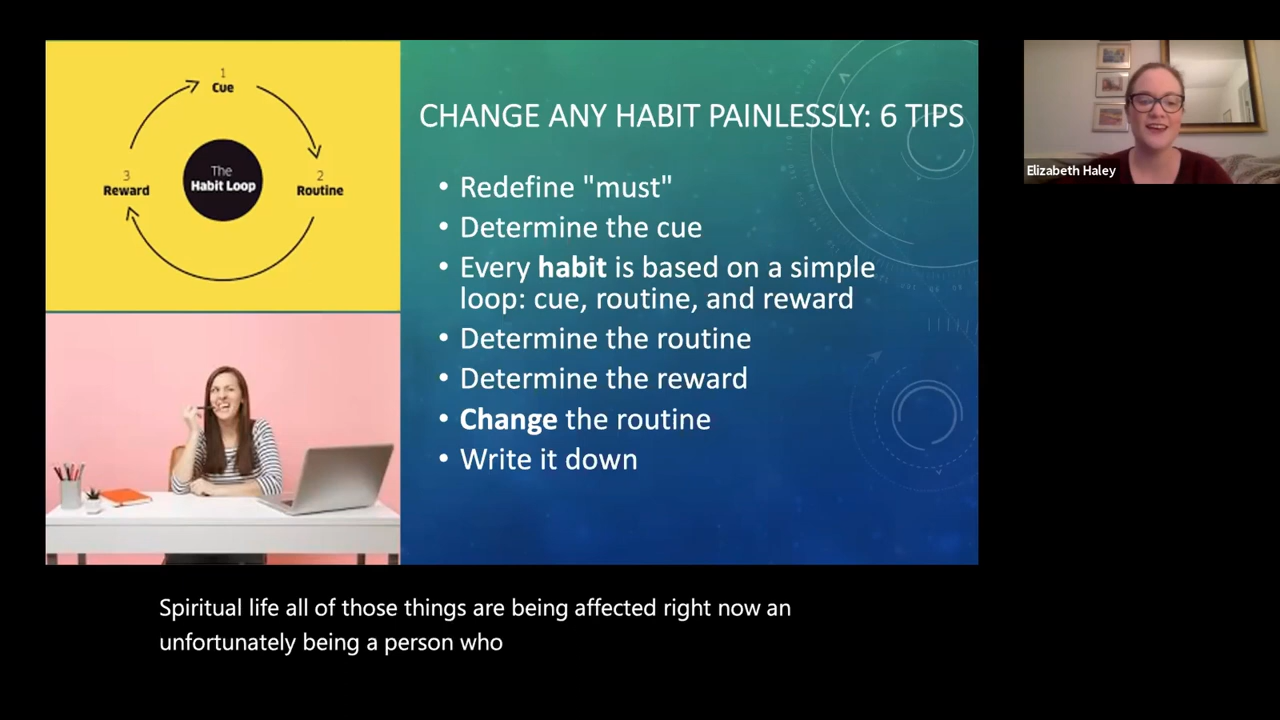 1
Cue
The
Habit Loop
3
Reward
2
Routine
CHANGE ANY HABIT PAINLESSLY: 6 TIPS
• Redefine "must"
• Determine the cue
• Every habit is based on a simple
loop: cue, routine, and reward
• Determine the routine
• Determine the reward
• Change the routine
• Write it down
Elizabeth Haley
Spiritual life all of those things are being affected right now an
unfortunately being a person who